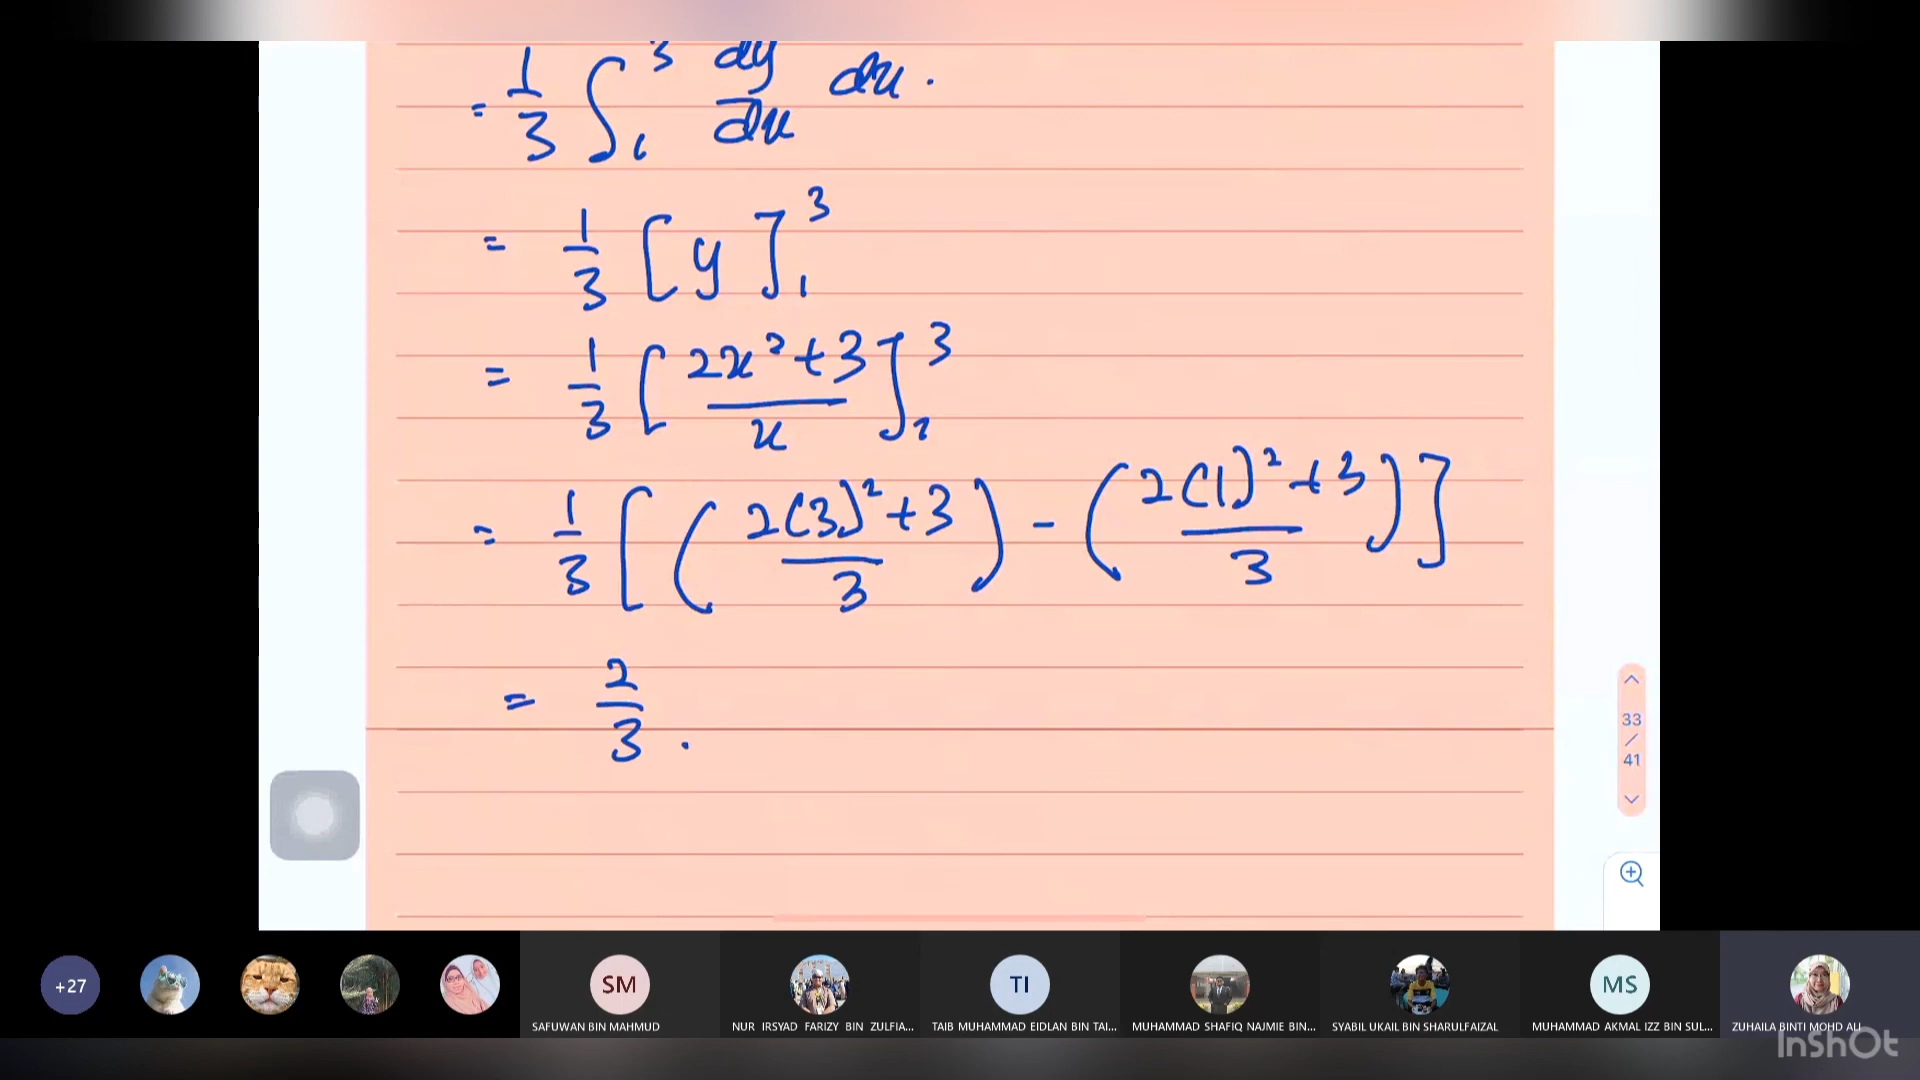 = 1/3 ∫₁³ dy/dx dx.
= 1/3 [y]₁³
= 1/3 [(2x²+3)/x]₁³
= 1/3 [((2(3)²+3)/3) - ((2(1)²+3)/3)]
= 2/3.
33
/
41
+27
SM
TI
MS
SAFUWAN BIN MAHMUD
NUR IRSYAD FARIZY BIN ZULFIA...
TAIB MUHAMMAD EIDLAN BIN TAI...
MUHAMMAD SHAFIQ NAJMIE BIN...
SYABIL UKAIL BIN SHARULFAIZAL
MUHAMMAD AKMAL IZZ BIN SUL...
ZUHAILA BINTI MOHD ALI
InShOt